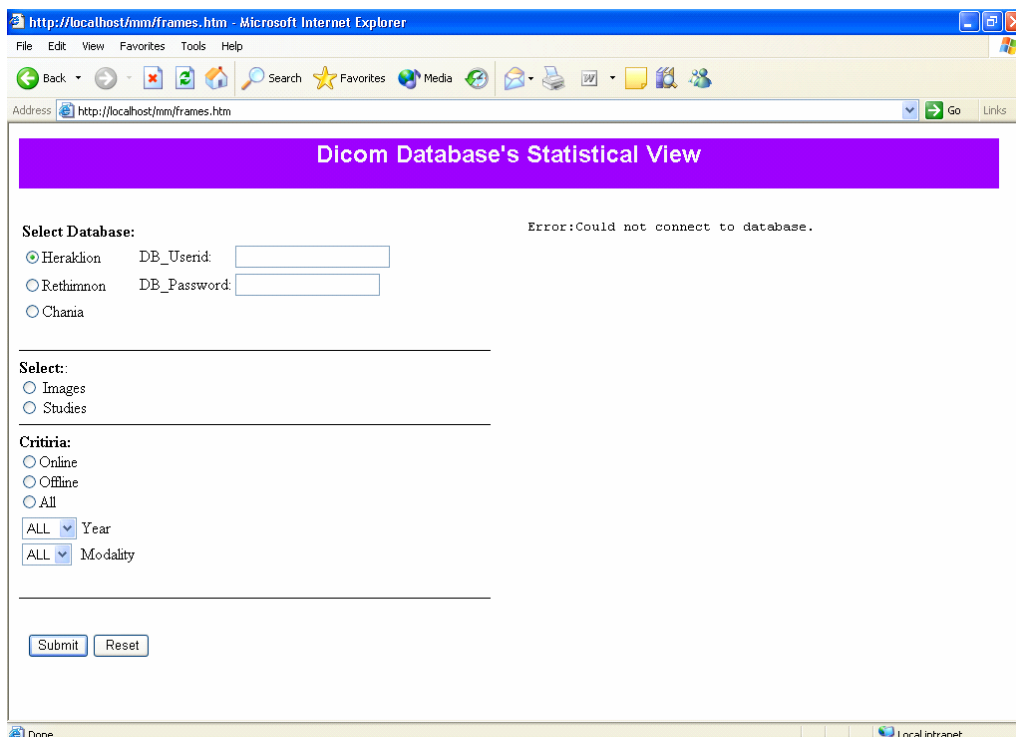 http://localhost/mm/frames.htm - Microsoft Internet Explorer
File Edit View Favorites Tools Help
Back Search Favorites Media W
Address http://localhost/mm/frames.htm Go Links
Dicom Database's Statistical View
Select Database:
Heraklion DB_Userid:
Rethimnon DB_Password:
Chania
Error:Could not connect to database.
Select::
Images
Studies
Critiria:
Online
Offline
All
ALL Year
ALL Modality
Submit Reset
Done Local intranet